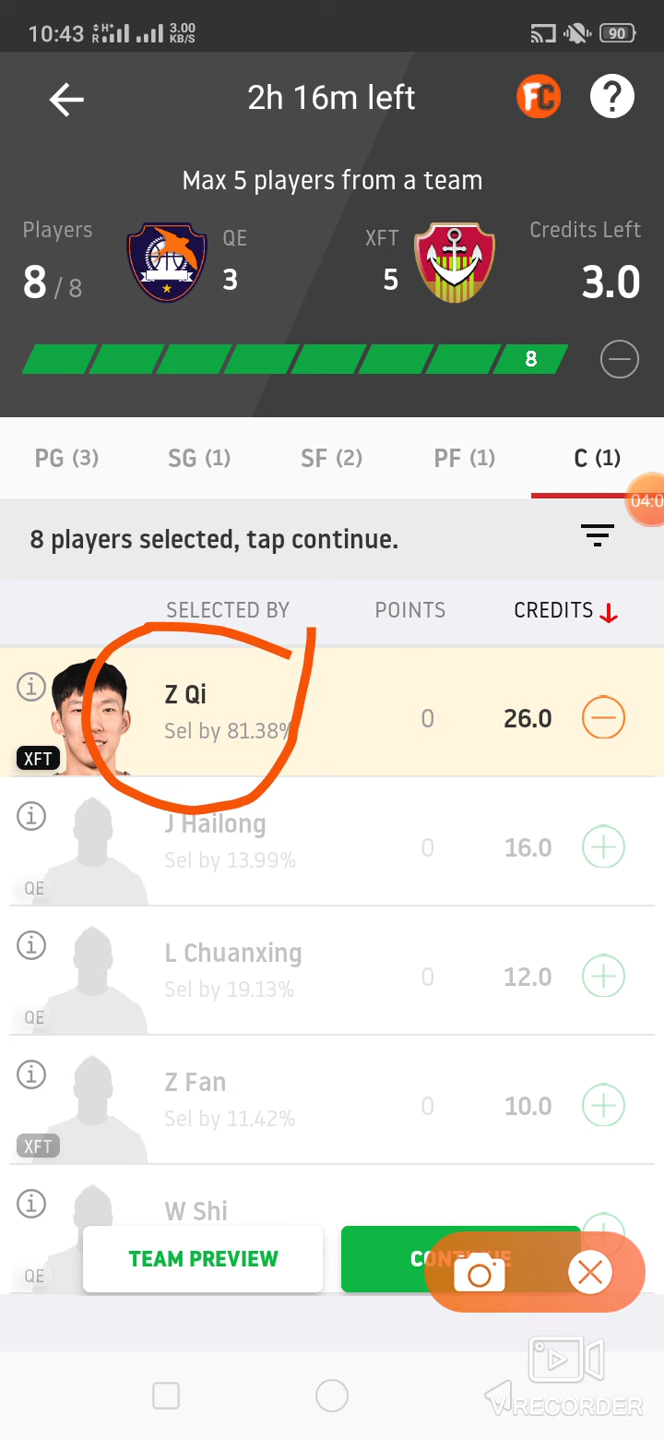 10:43 R H+ 3.00 KB/S 90
2h 16m left FC ?
Max 5 players from a team
Players QE XFT Credits Left
8 / 8 3 5 3.0
8
PG (3) SG (1) SF (2) PF (1) C (1)
04:0
8 players selected, tap continue.
SELECTED BY POINTS CREDITS
Z Qi
Sel by 81.38% 0 26.0
XFT
J Hailong
Sel by 13.99% 0 16.0
QE
L Chuanxing
Sel by 19.13% 0 12.0
QE
Z Fan
Sel by 11.42% 0 10.0
XFT
W Shi
QE
TEAM PREVIEW CONTINUE
VRECORDER